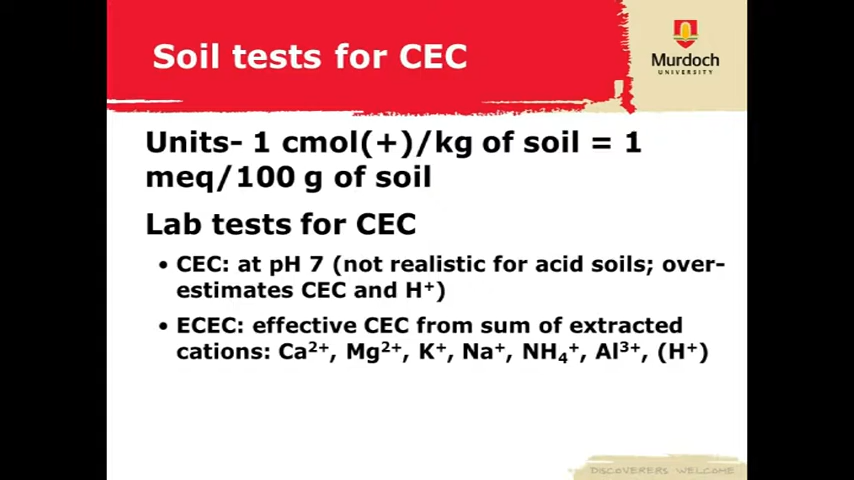 Soil tests for CEC
Murdoch
UNIVERSITY
Units- 1 cmol(+)/kg of soil = 1
meq/100 g of soil
Lab tests for CEC
• CEC: at pH 7 (not realistic for acid soils; over-
estimates CEC and H⁺)
• ECEC: effective CEC from sum of extracted
cations: Ca²⁺, Mg²⁺, K⁺, Na⁺, NH₄⁺, Al³⁺, (H⁺)
DISCOVERERS WELCOME